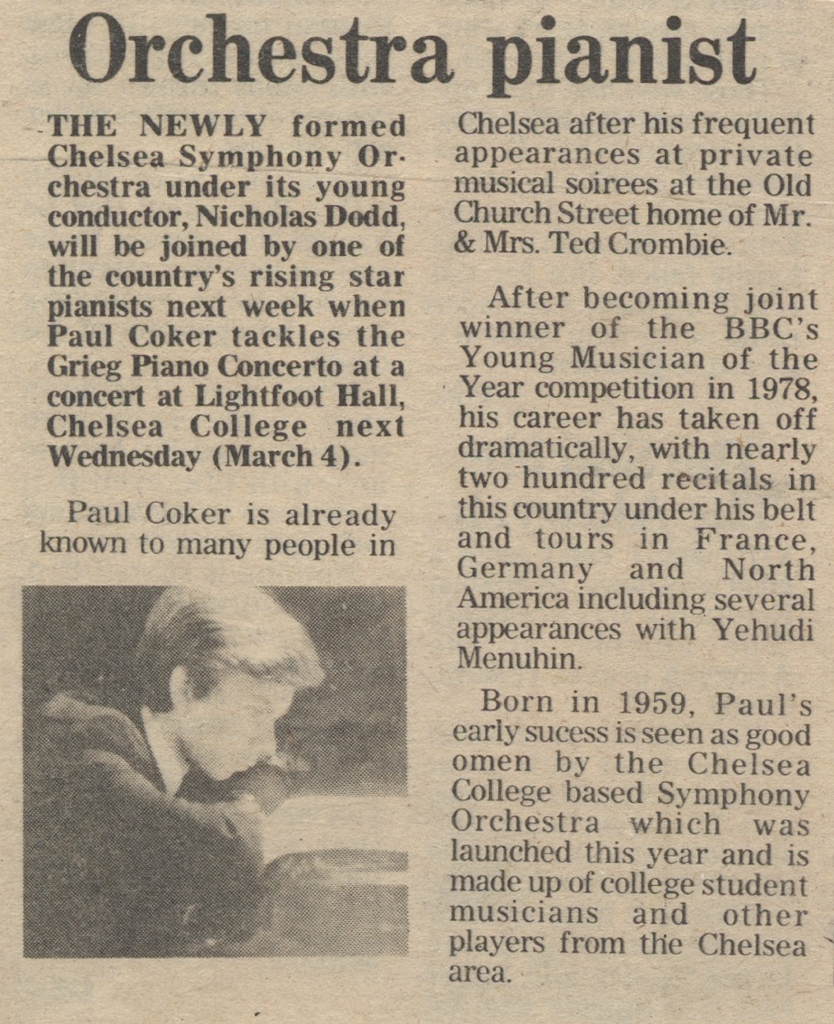 Orchestra pianist
THE NEWLY formed
Chelsea Symphony Or-
chestra under its young
conductor, Nicholas Dodd,
will be joined by one of
the country's rising star
pianists next week when
Paul Coker tackles the
Grieg Piano Concerto at a
concert at Lightfoot Hall,
Chelsea College next
Wednesday (March 4).
Paul Coker is already
known to many people in
Chelsea after his frequent
appearances at private
musical soirees at the Old
Church Street home of Mr.
& Mrs. Ted Crombie.
After becoming joint
winner of the BBC's
Young Musician of the
Year competition in 1978,
his career has taken off
dramatically, with nearly
two hundred recitals in
this country under his belt
and tours in France,
Germany and North
America including several
appearances with Yehudi
Menuhin.
Born in 1959, Paul's
early sucess is seen as good
omen by the Chelsea
College based Symphony
Orchestra which was
launched this year and is
made up of college student
musicians and other
players from the Chelsea
area.